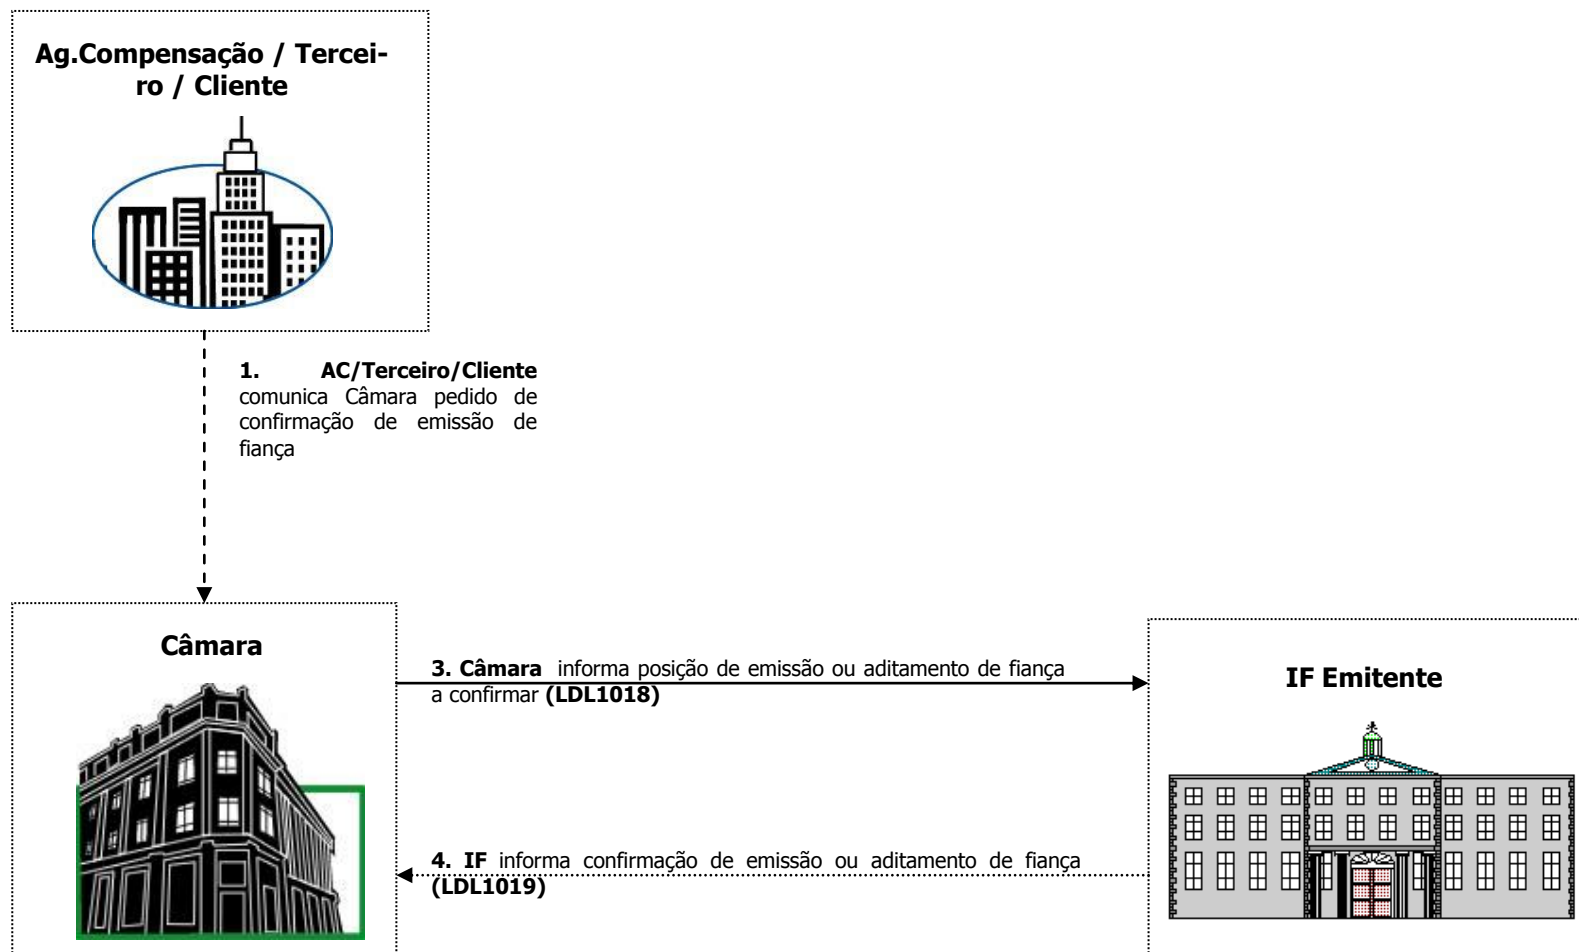 Ag.Compensação / Tercei-
ro / Cliente
1. AC/Terceiro/Cliente
comunica Câmara pedido de
confirmação de emissão de
fiança
Câmara
3. Câmara informa posição de emissão ou aditamento de fiança
a confirmar (LDL1018)
IF Emitente
4. IF informa confirmação de emissão ou aditamento de fiança
(LDL1019)